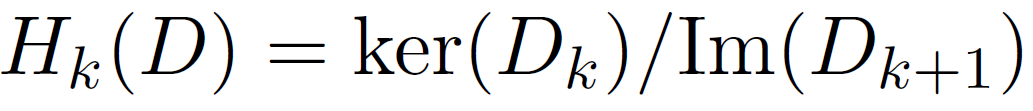 H_k(D) = ker(D_k)/Im(D_{k+1})